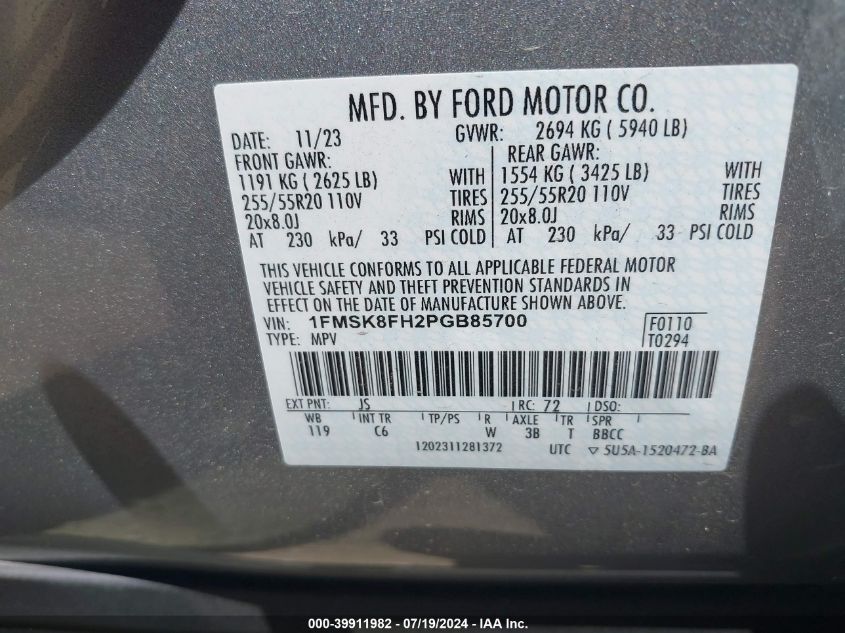 MFD. BY FORD MOTOR CO.
DATE: 11/23 GVWR: 2694 KG ( 5940 LB)
FRONT GAWR: REAR GAWR:
1191 KG ( 2625 LB) WITH 1554 KG ( 3425 LB) WITH
255/55R20 110V TIRES 255/55R20 110V TIRES
20x8.0J RIMS 20x8.0J RIMS
AT 230 kPa/ 33 PSI COLD AT 230 kPa/ 33 PSI COLD
THIS VEHICLE CONFORMS TO ALL APPLICABLE FEDERAL MOTOR
VEHICLE SAFETY AND THEFT PREVENTION STANDARDS IN
EFFECT ON THE DATE OF MANUFACTURE SHOWN ABOVE.
VIN: 1FMSK8FH2PGB85700 F0110
TYPE: MPV T0294
EXT PNT: JS RC: 72 DSO:
WB INT TR TP/PS R AXLE TR SPR
119 C6 W 3B T BBCC
1202311281372 UTC ▽ 5U5A-1520472-BA
000-39911982 / 07/19/2024 - IAA Inc.